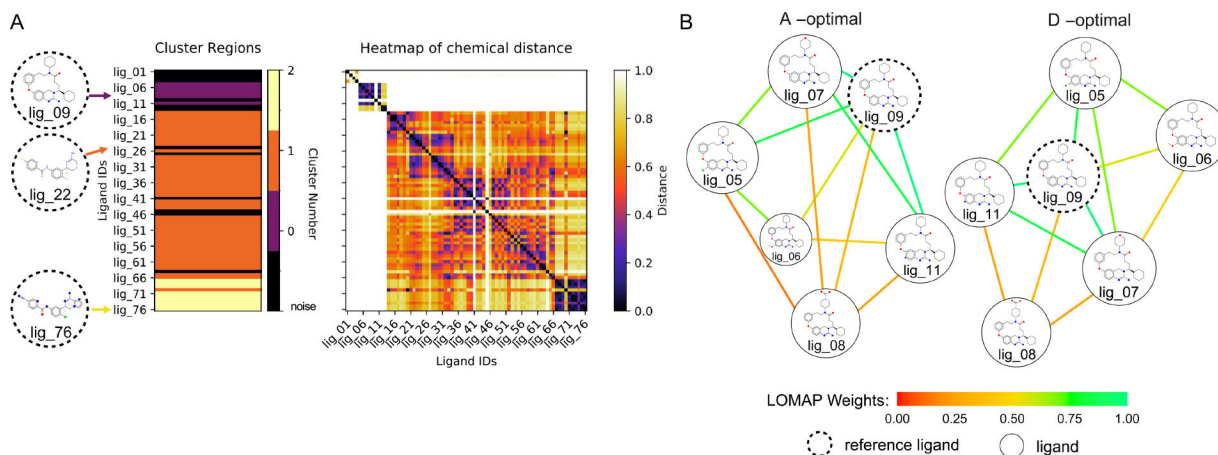 A
Cluster Regions
lig_09
lig_22
lig_76
Ligand IDs
lig_01
lig_06
lig_11
lig_16
lig_21
lig_26
lig_31
lig_36
lig_41
lig_46
lig_51
lig_56
lig_61
lig_66
lig_71
lig_76
2
1
0
noise
Cluster Number
Heatmap of chemical distance
1.0
0.8
0.6
0.4
0.2
0.0
Distance
lig_01
lig_06
lig_11
lig_16
lig_21
lig_26
lig_31
lig_36
lig_41
lig_46
lig_51
lig_56
lig_61
lig_66
lig_71
lig_76
Ligand IDs
B
A –optimal
lig_07
lig_09
lig_05
lig_06
lig_11
lig_08
D –optimal
lig_05
lig_06
lig_09
lig_11
lig_07
lig_08
LOMAP Weights:
0.00 0.25 0.50 0.75 1.00
reference ligand ligand